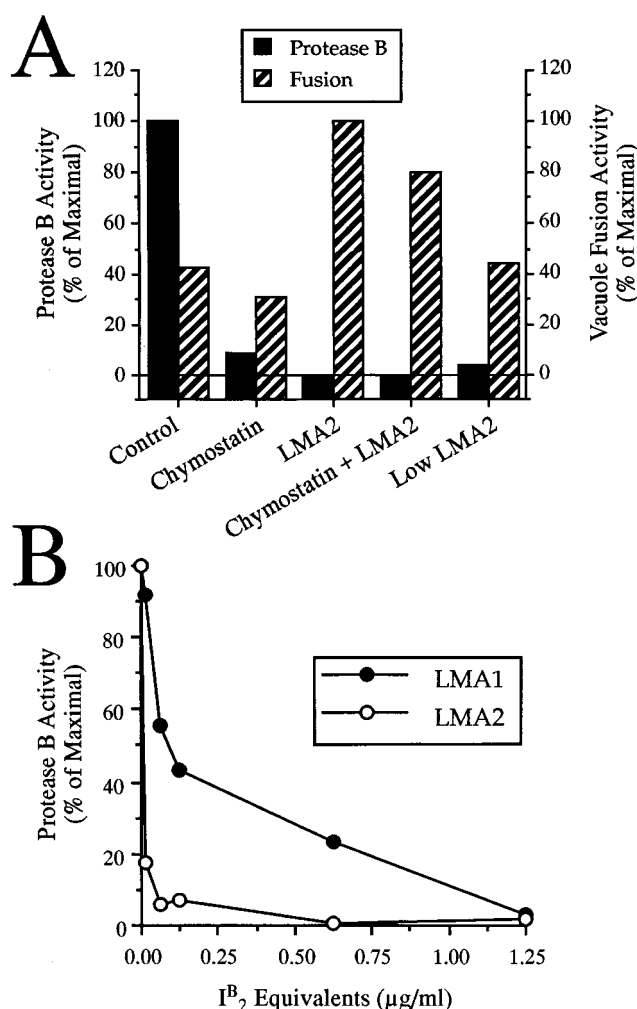 A
Protease B
Fusion
Protease B Activity
(% of Maximal)
120
100
80
60
40
20
0
120
100
80
60
40
20
0
Vacuole Fusion Activity
(% of Maximal)
Control
Chymostatin
LMA2
Chymostatin + LMA2
Low LMA2
B
Protease B Activity
(% of Maximal)
100
80
60
40
20
0
LMA1
LMA2
0.00
0.25
0.50
0.75
1.00
1.25
I^B_2 Equivalents (µg/ml)